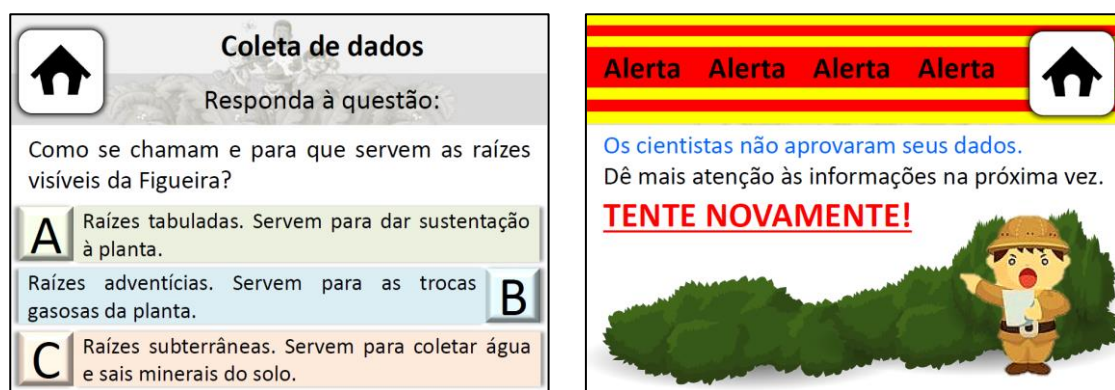 Coleta de dados
Responda à questão:
Como se chamam e para que servem as raízes
visíveis da Figueira?
A
Raízes tabuladas. Servem para dar sustentação
à planta.
Raízes adventícias. Servem para as trocas
gasosas da planta.
B
C
Raízes subterrâneas. Servem para coletar água
e sais minerais do solo.
Alerta Alerta Alerta Alerta
Os cientistas não aprovaram seus dados.
Dê mais atenção às informações na próxima vez.
TENTE NOVAMENTE!